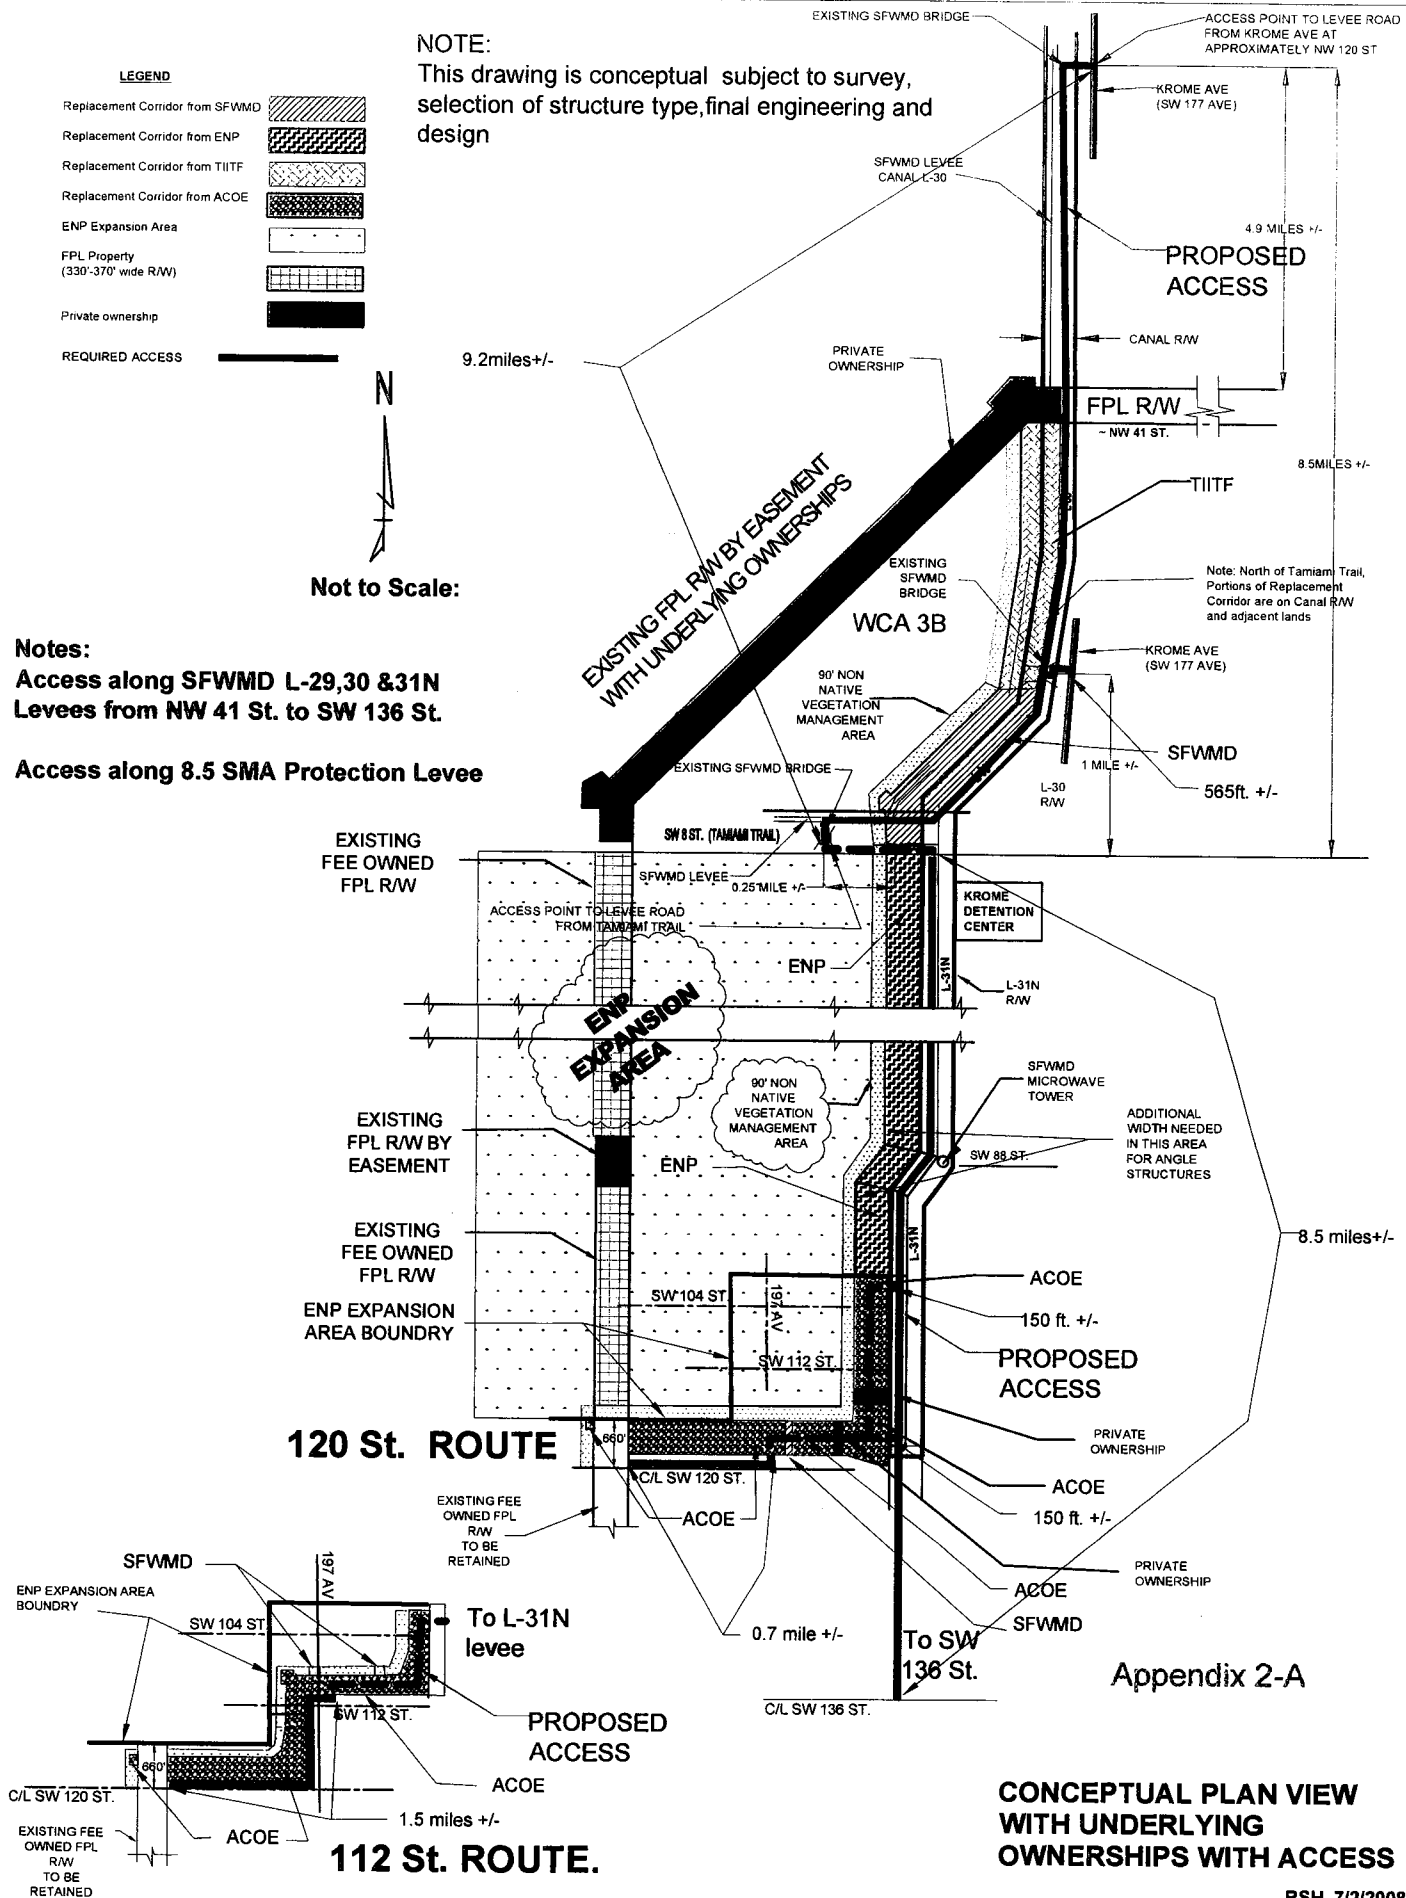 EXISTING SFWMD BRIDGE
ACCESS POINT TO LEVEE ROAD
FROM KROME AVE AT
APPROXIMATELY NW 120 ST
NOTE:
This drawing is conceptual subject to survey,
selection of structure type,final engineering and
design
LEGEND
Replacement Corridor from SFWMD
Replacement Corridor from ENP
Replacement Corridor from TIITF
Replacement Corridor from ACOE
ENP Expansion Area
FPL Property
(330'-370' wide R/W)
Private ownership
REQUIRED ACCESS
KROME AVE
(SW 177 AVE)
SFWMD LEVEE
CANAL L-30
4.9 MILES +/-
PROPOSED
ACCESS
CANAL R/W
9.2miles+/-
PRIVATE
OWNERSHIP
N
FPL R/W
~ NW 41 ST.
8.5MILES +/-
TIITF
EXISTING FPL R/W BY EASEMENT
WITH UNDERLYING OWNERSHIPS
Not to Scale:
EXISTING
SFWMD
BRIDGE
WCA 3B
Note: North of Tamiami Trail,
Portions of Replacement
Corridor are on Canal R/W
and adjacent lands
Notes:
Access along SFWMD L-29,30 &31N
Levees from NW 41 St. to SW 136 St.
Access along 8.5 SMA Protection Levee
KROME AVE
(SW 177 AVE)
90' NON
NATIVE
VEGETATION
MANAGEMENT
AREA
SFWMD
1 MILE +/-
565ft. +/-
L-30
R/W
EXISTING SFWMD BRIDGE
SW 8 ST. (TAMIAMI TRAIL)
EXISTING
FEE OWNED
FPL R/W
SFWMD LEVEE
0.25 MILE +/-
KROME
DETENTION
CENTER
ACCESS POINT TO LEVEE ROAD
FROM TAMIAMI TRAIL
ENP
L-31N
L-31N
R/W
ENP
EXPANSION
AREA
SFWMD
MICROWAVE
TOWER
90' NON
NATIVE
VEGETATION
MANAGEMENT
AREA
ADDITIONAL
WIDTH NEEDED
IN THIS AREA
FOR ANGLE
STRUCTURES
EXISTING
FPL R/W BY
EASEMENT
ENP
SW 88 ST.
EXISTING
FEE OWNED
FPL R/W
L-31N
8.5 miles+/-
ACOE
ENP EXPANSION
AREA BOUNDRY
SW 104 ST
197 AV
150 ft. +/-
SW 112 ST.
PROPOSED
ACCESS
120 St. ROUTE
660'
PRIVATE
OWNERSHIP
C/L SW 120 ST.
ACOE
EXISTING FEE
OWNED FPL
R/W
TO BE
RETAINED
ACOE
150 ft. +/-
PRIVATE
OWNERSHIP
ACOE
SFWMD
0.7 mile +/-
To SW
136 St.
C/L SW 136 ST.
SFWMD
197 AV
ENP EXPANSION AREA
BOUNDRY
SW 104 ST.
To L-31N
levee
SW 112 ST.
PROPOSED
ACCESS
660'
C/L SW 120 ST.
ACOE
1.5 miles +/-
ACOE
EXISTING FEE
OWNED FPL
R/W
TO BE
RETAINED
112 St. ROUTE.
Appendix 2-A
CONCEPTUAL PLAN VIEW
WITH UNDERLYING
OWNERSHIPS WITH ACCESS
RSH 7/2/2008